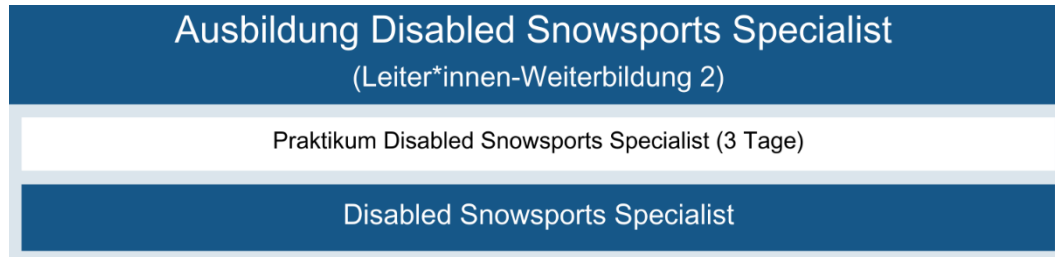 Ausbildung Disabled Snowsports Specialist
(Leiter*innen-Weiterbildung 2)
Praktikum Disabled Snowsports Specialist (3 Tage)
Disabled Snowsports Specialist